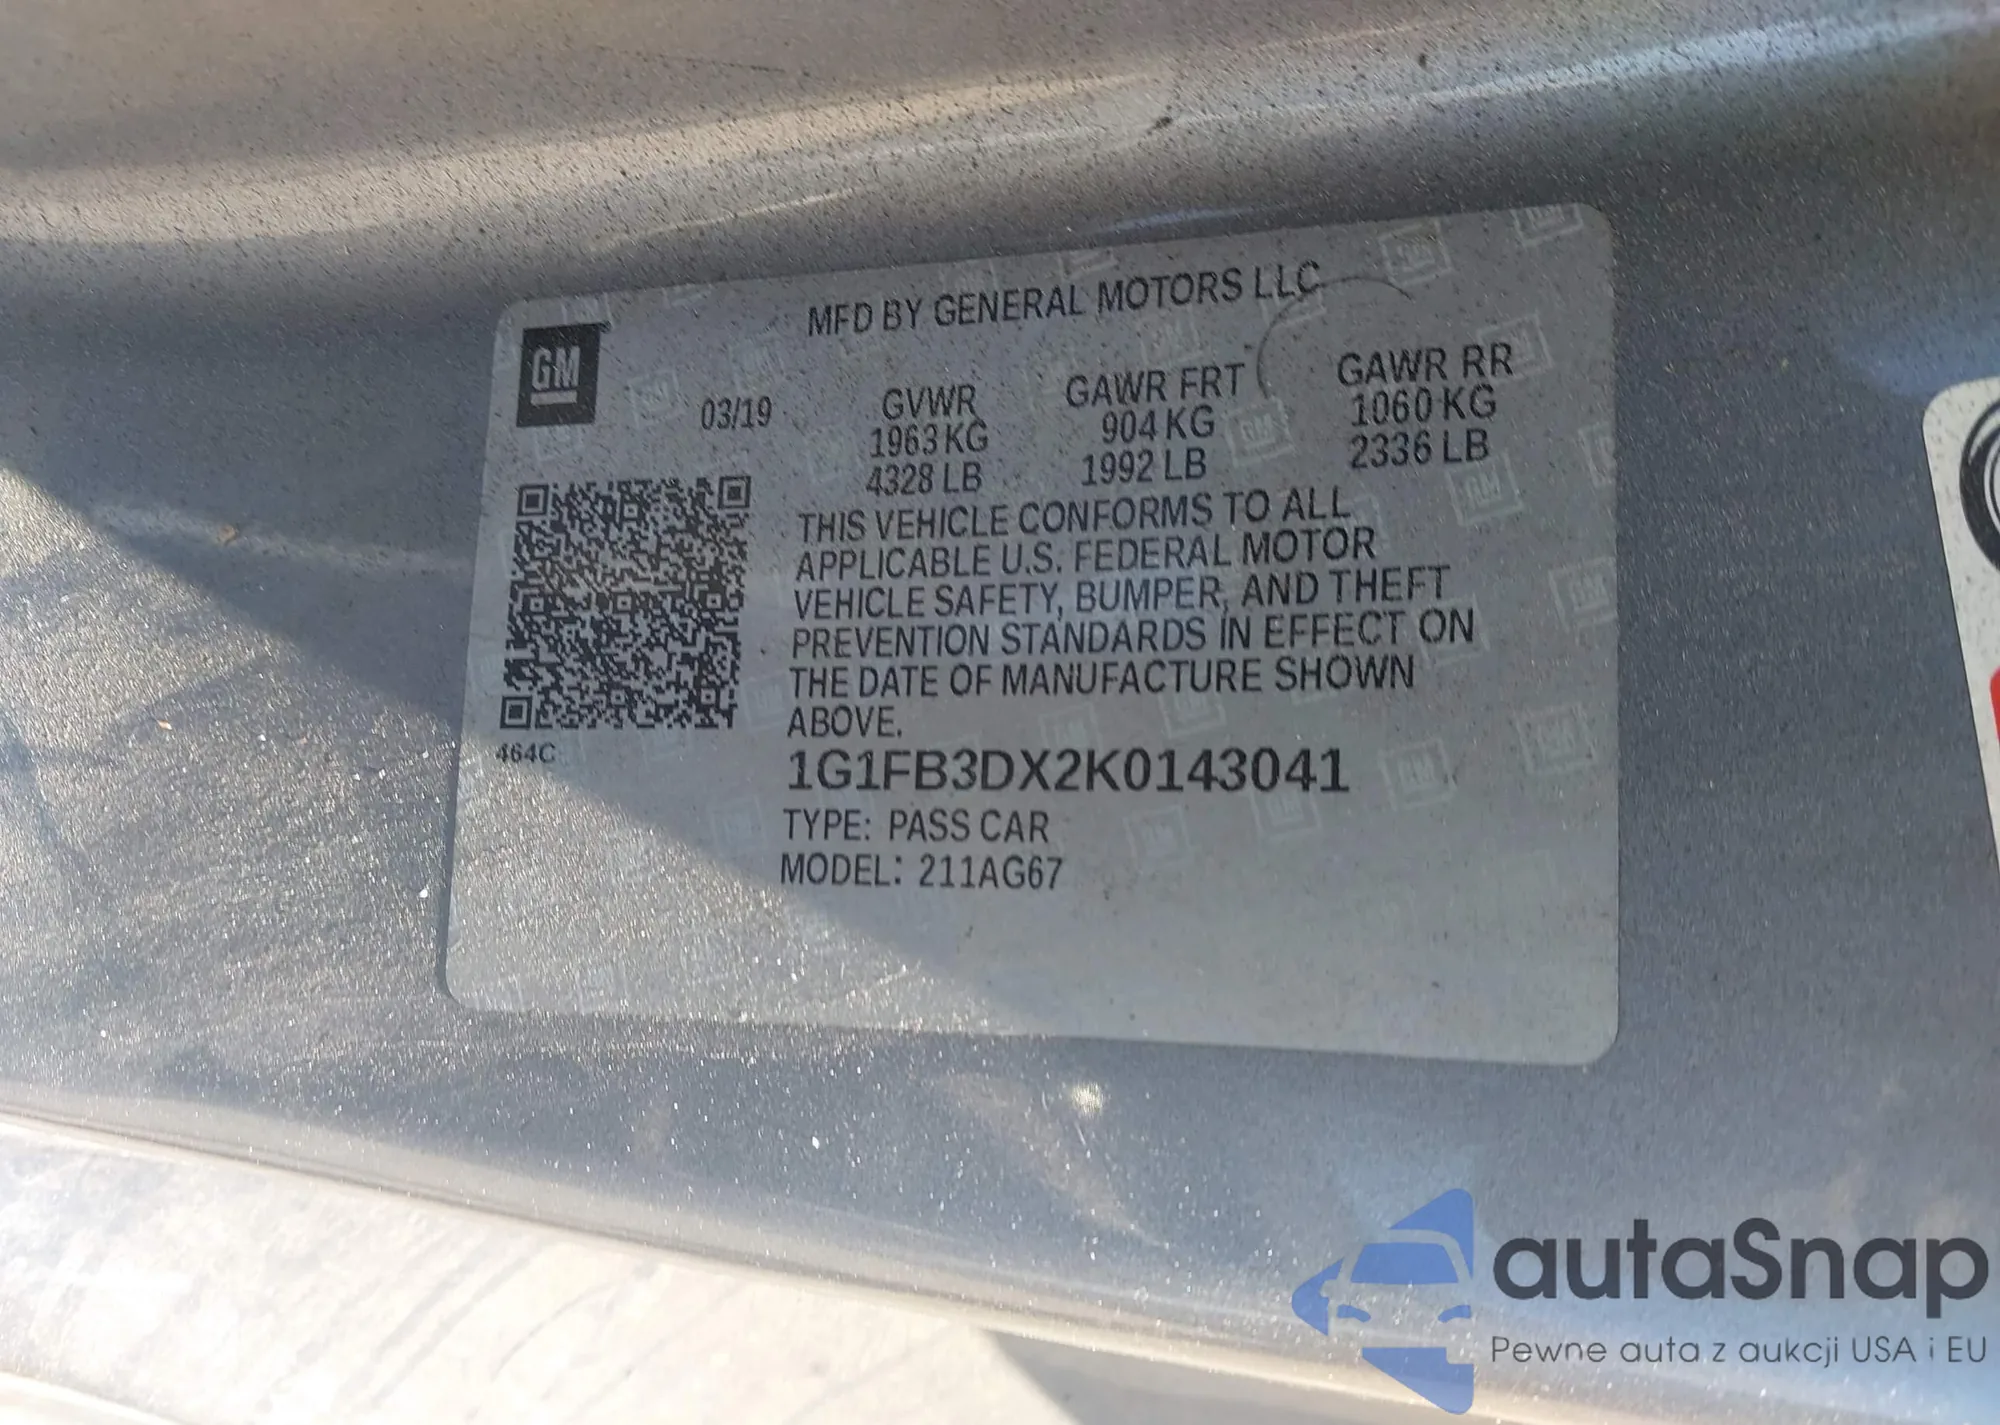 MFD BY GENERAL MOTORS LLC
GM
03/19
GVWR
1963 KG
4328 LB
GAWR FRT
904 KG
1992 LB
GAWR RR
1060 KG
2336 LB
THIS VEHICLE CONFORMS TO ALL
APPLICABLE U.S. FEDERAL MOTOR
VEHICLE SAFETY, BUMPER, AND THEFT
PREVENTION STANDARDS IN EFFECT ON
THE DATE OF MANUFACTURE SHOWN
ABOVE.
464C
1G1FB3DX2K0143041
TYPE: PASS CAR
MODEL: 211AG67
autaSnap
Pewne auta z aukcji USA i EU